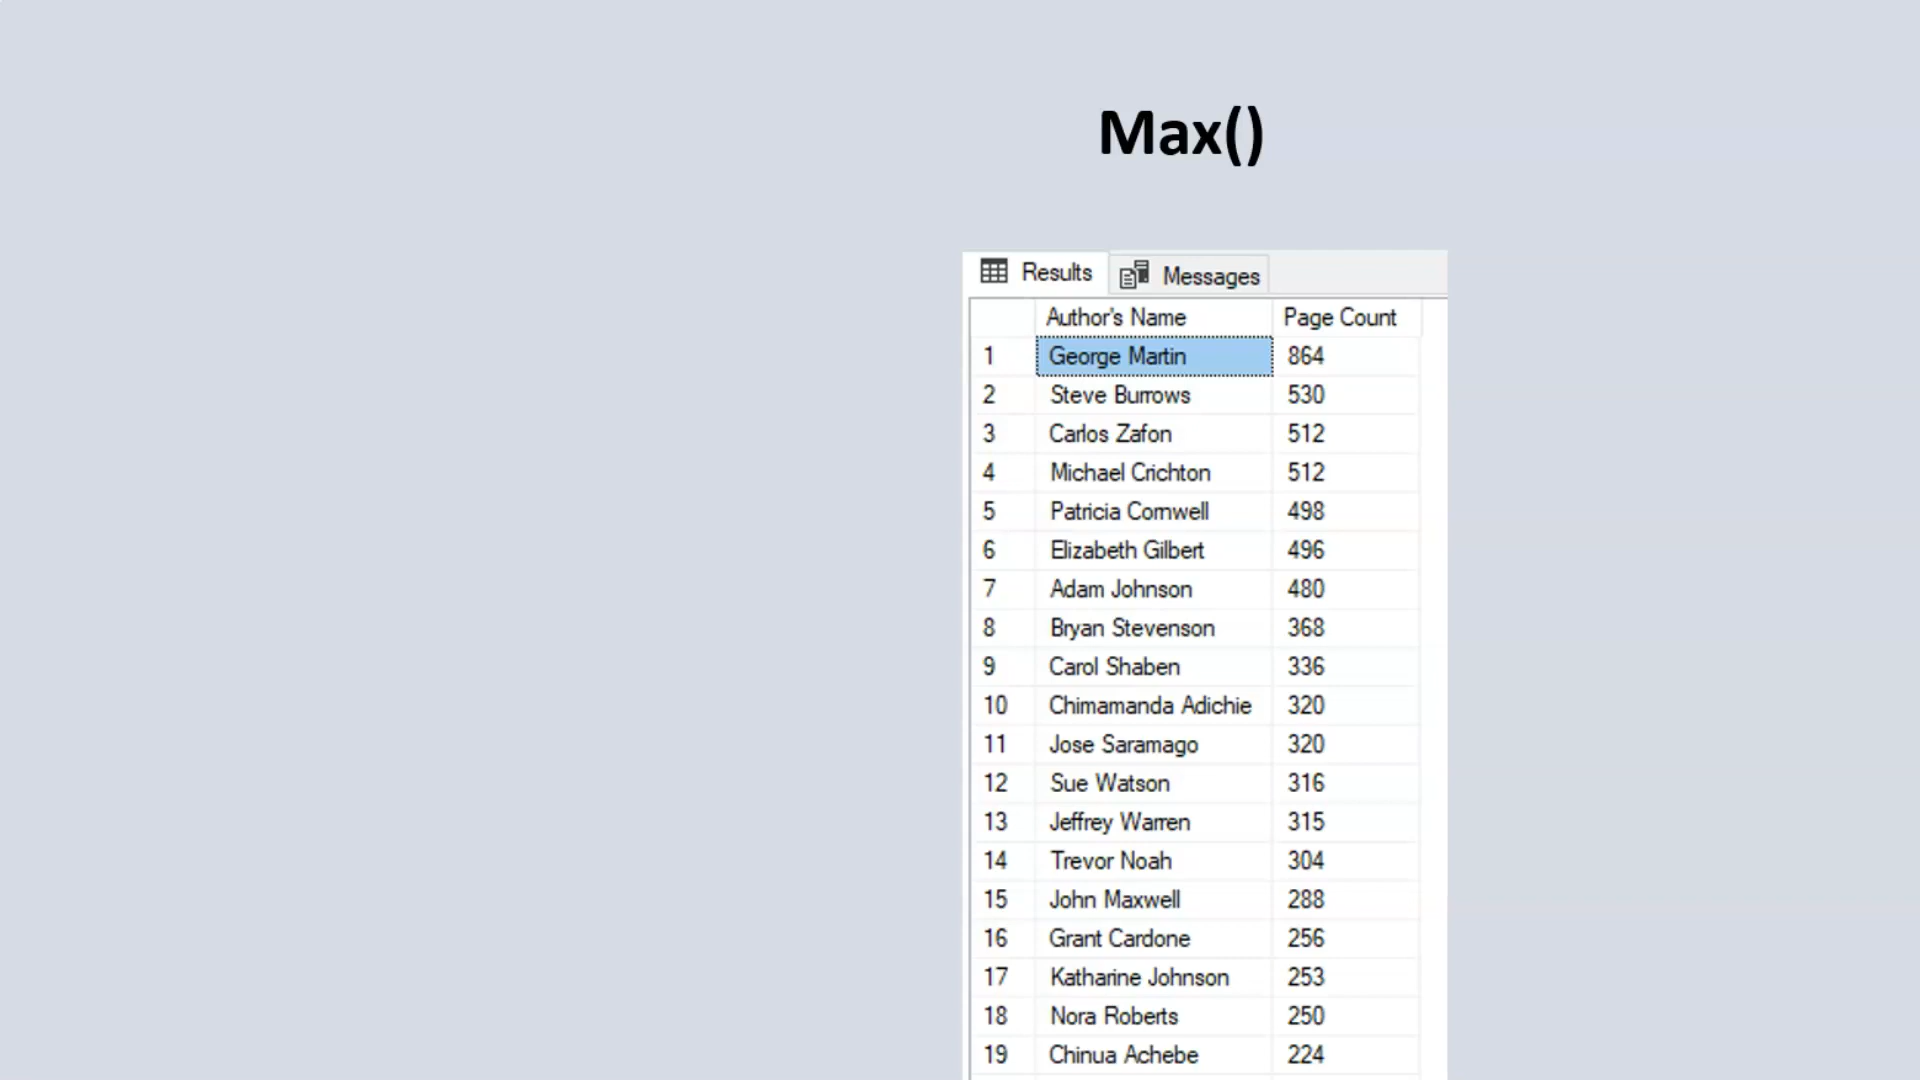 Max()
Results Messages
Author's Name Page Count
1 George Martin 864
2 Steve Burrows 530
3 Carlos Zafon 512
4 Michael Crichton 512
5 Patricia Cornwell 498
6 Elizabeth Gilbert 496
7 Adam Johnson 480
8 Bryan Stevenson 368
9 Carol Shaben 336
10 Chimamanda Adichie 320
11 Jose Saramago 320
12 Sue Watson 316
13 Jeffrey Warren 315
14 Trevor Noah 304
15 John Maxwell 288
16 Grant Cardone 256
17 Katharine Johnson 253
18 Nora Roberts 250
19 Chinua Achebe 224